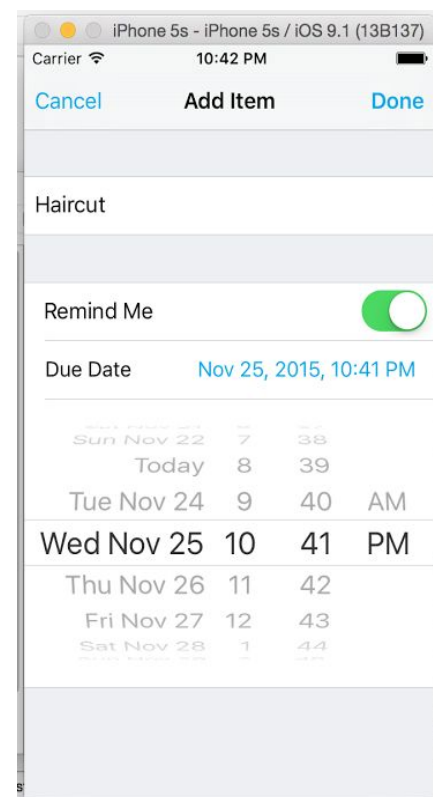 iPhone 5s - iPhone 5s / iOS 9.1 (13B137)
Carrier 10:42 PM
Cancel Add Item Done
Haircut
Remind Me
Due Date Nov 25, 2015, 10:41 PM
Sun Nov 22 7 38
Today 8 39
Tue Nov 24 9 40 AM
Wed Nov 25 10 41 PM
Thu Nov 26 11 42
Fri Nov 27 12 43
Sat Nov 28 1 44